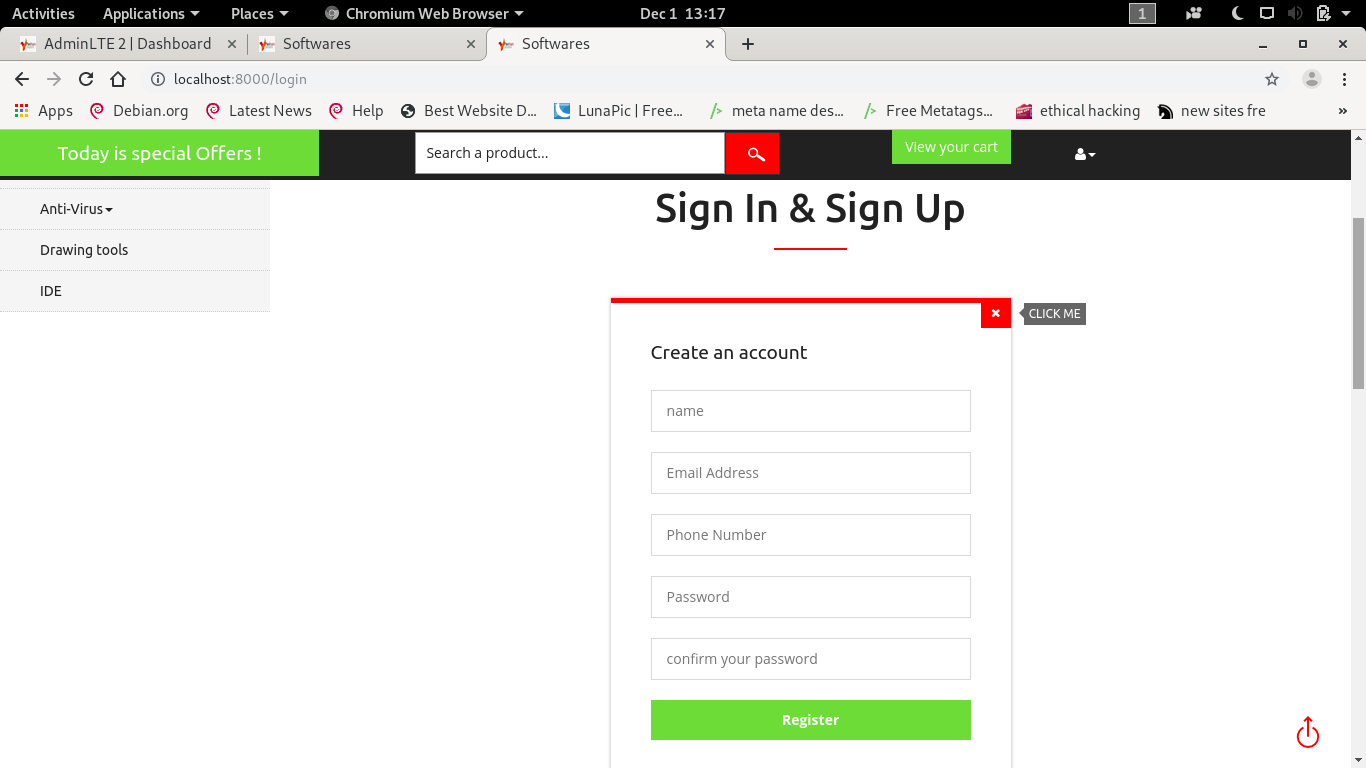 Activities Applications Places Chromium Web Browser Dec 1 13:17 1
AdminLTE 2 | Dashboard Softwares Softwares
localhost:8000/login
Apps Debian.org Latest News Help Best Website D... LunaPic | Free... meta name des... Free Metatags... ethical hacking new sites fre »
Today is special Offers ! Search a product... View your cart
Sign In & Sign Up
Anti-Virus
Drawing tools
IDE
CLICK ME
Create an account
name
Email Address
Phone Number
Password
confirm your password
Register